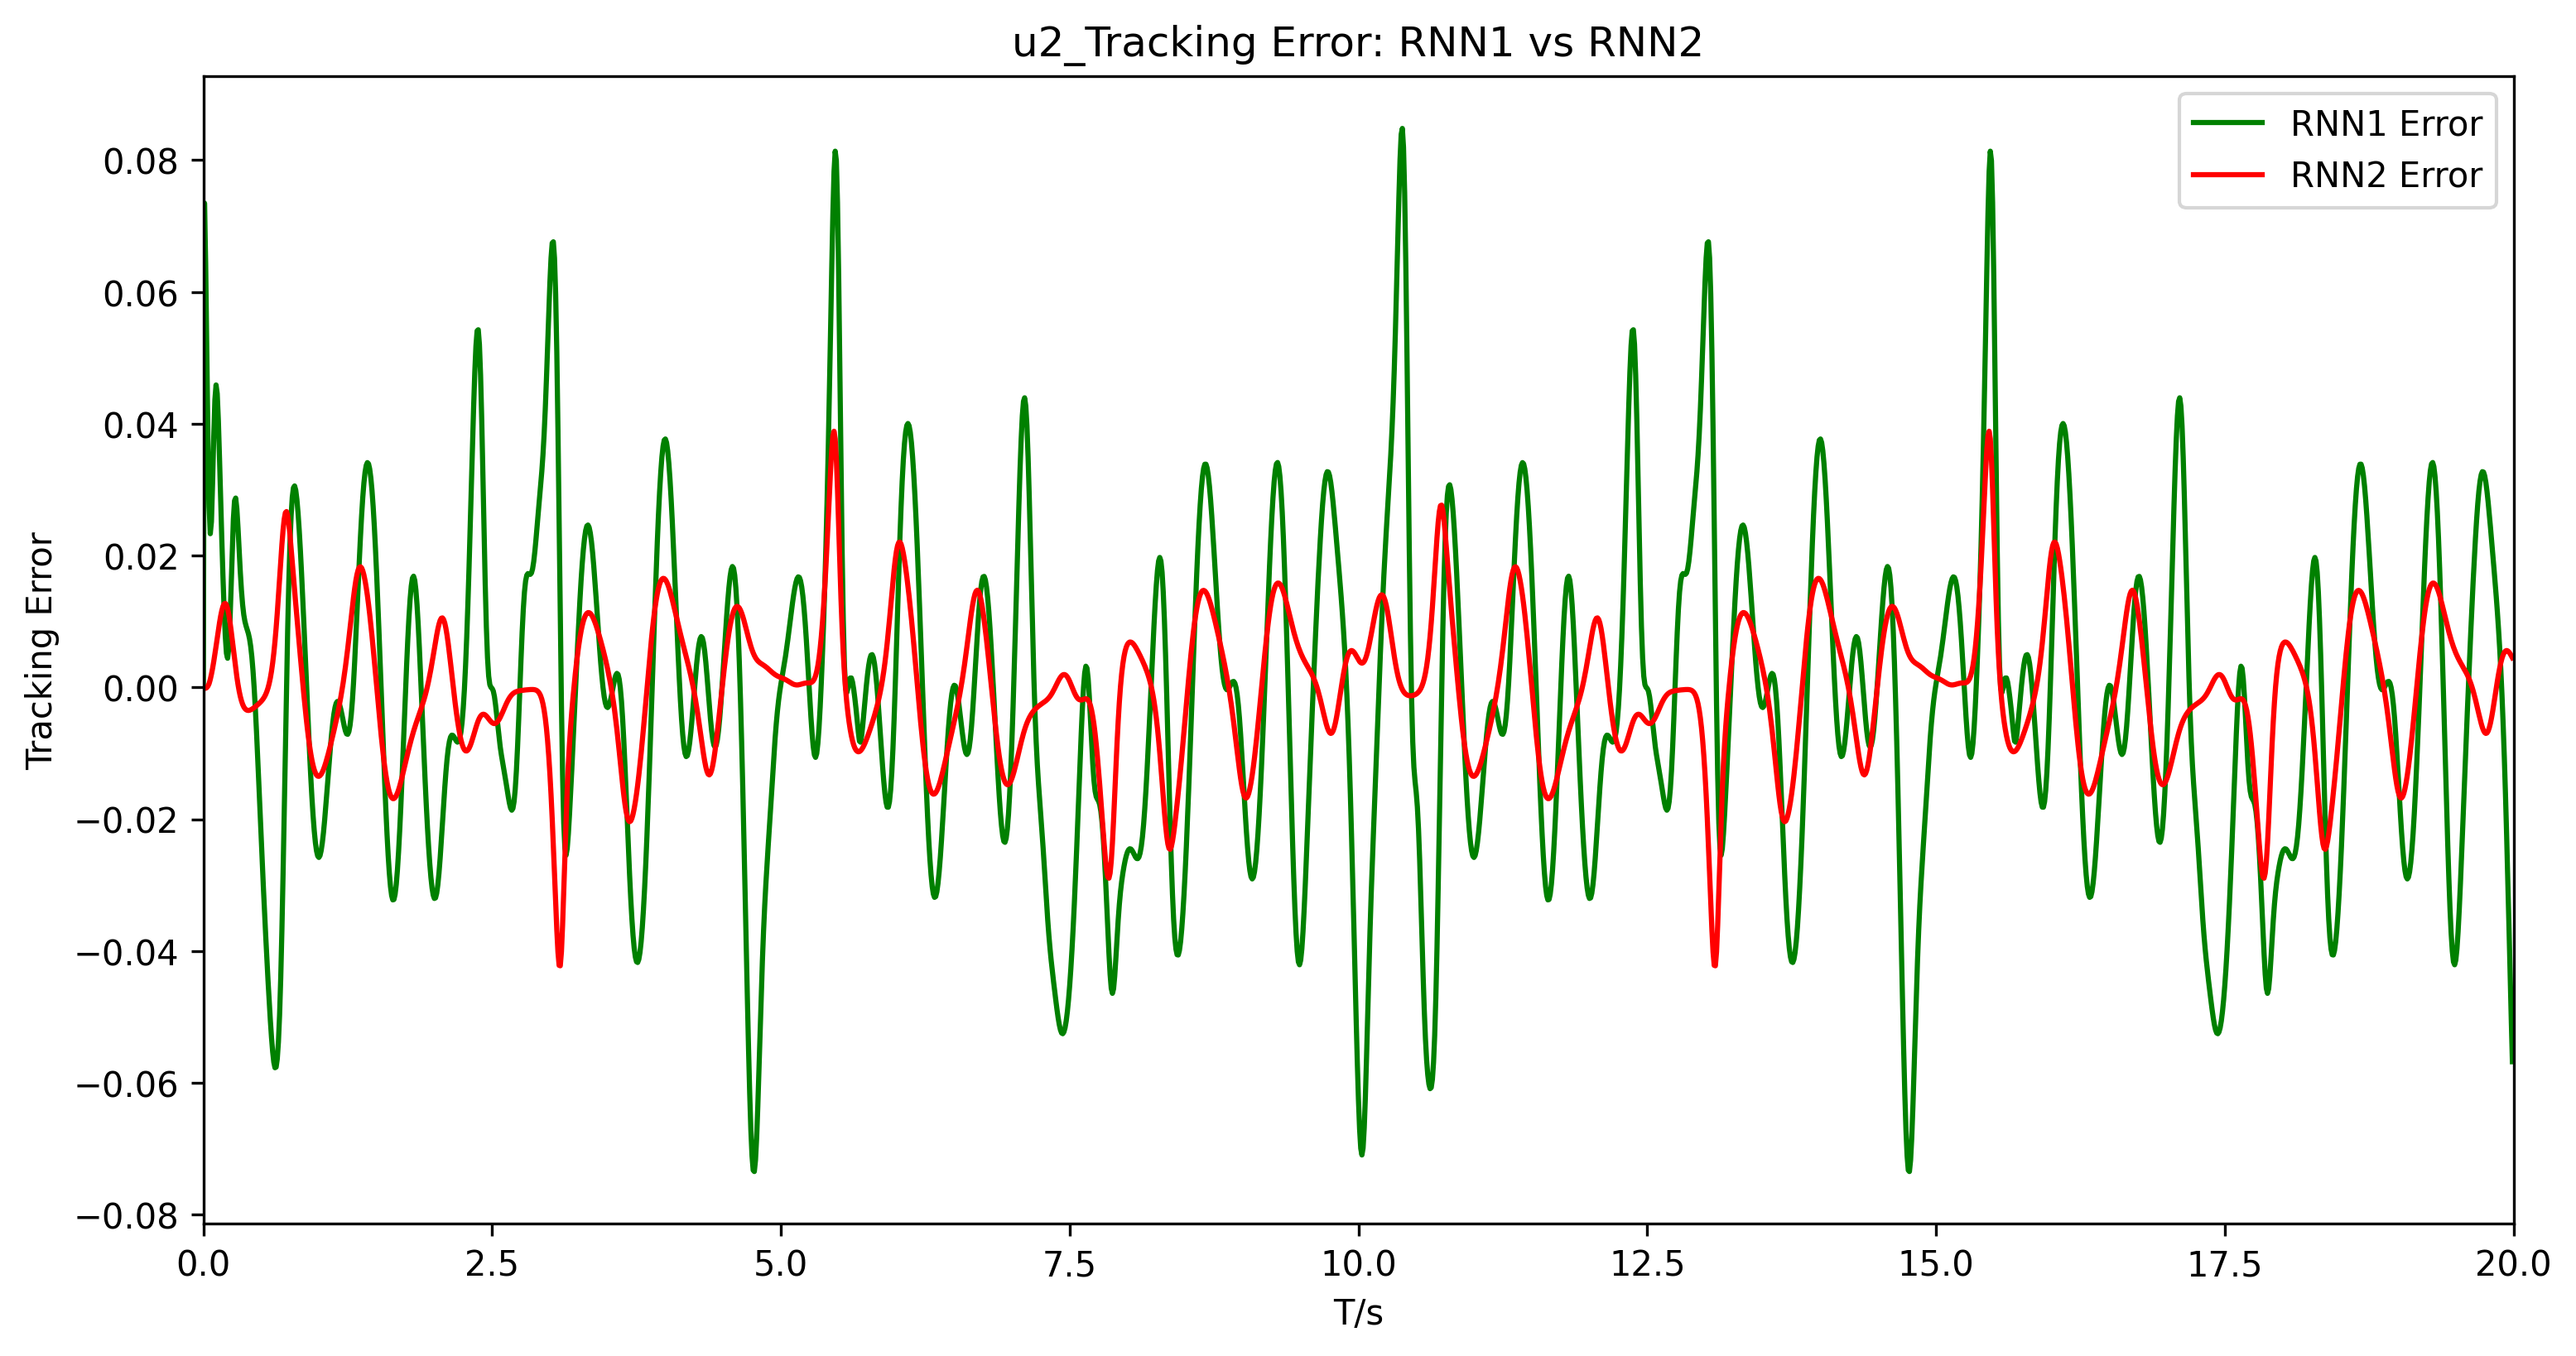 u2_Tracking Error: RNN1 vs RNN2
RNN1 Error
RNN2 Error
Tracking Error
0.08
0.06
0.04
0.02
0.00
−0.02
−0.04
−0.06
−0.08
0.0 2.5 5.0 7.5 10.0 12.5 15.0 17.5 20.0
T/s